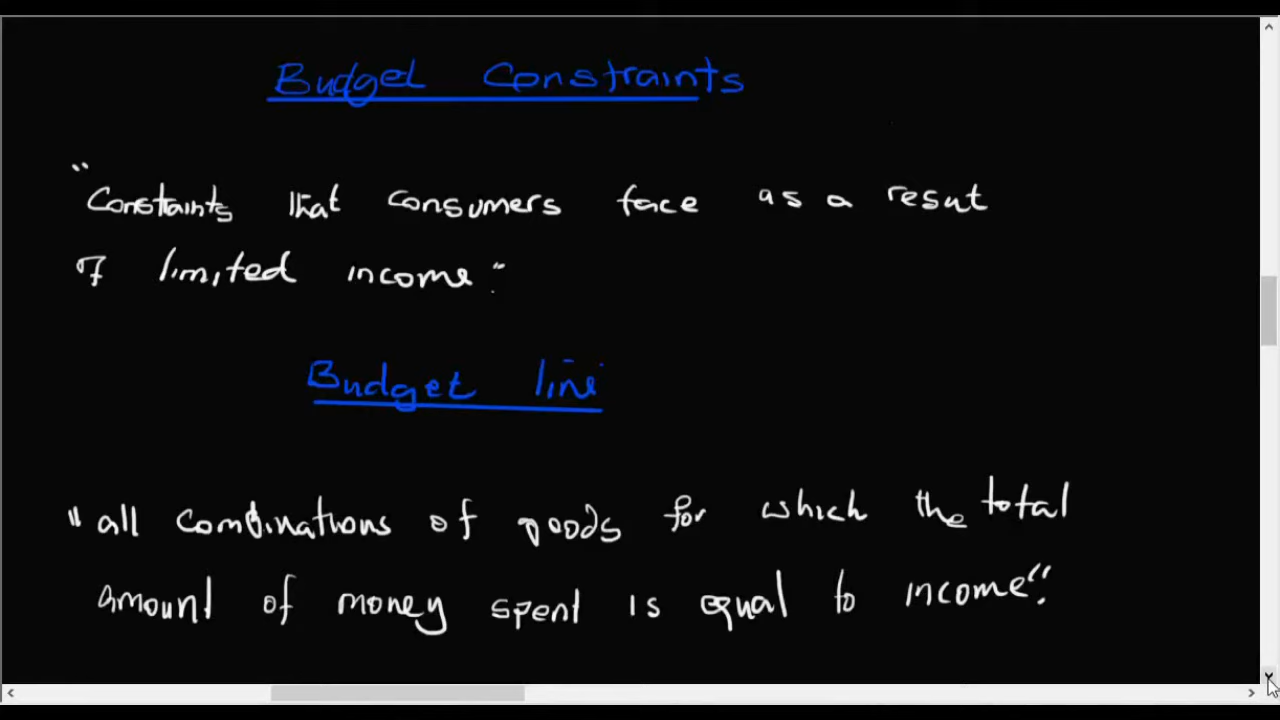 Budget Constraints
"Constaints that consumers face as a resut
of limited income".
Budget line
"all combinations of goods for which the total
amount of money spent is equal to income".